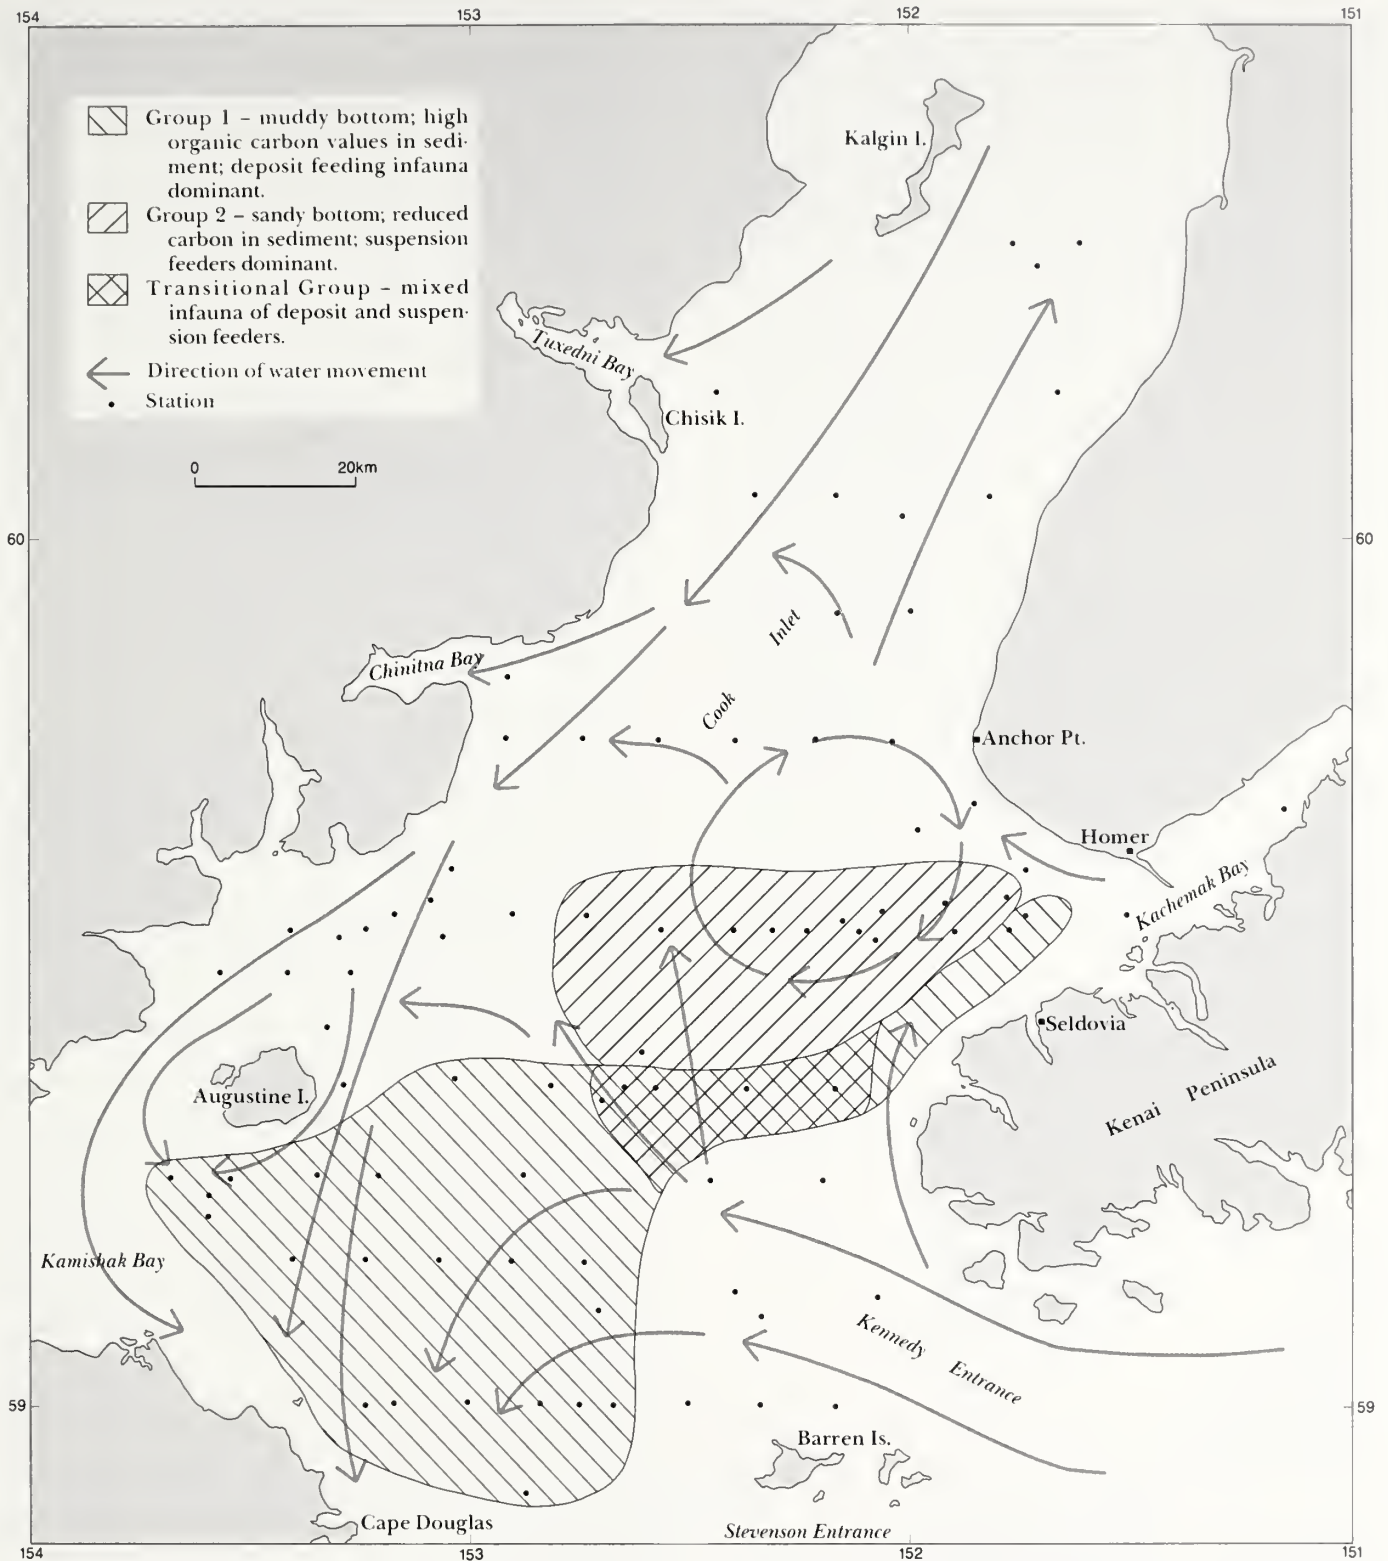 154
153
152
151
Group 1 – muddy bottom; high
organic carbon values in sedi-
ment; deposit feeding infauna
dominant.
Group 2 – sandy bottom; reduced
carbon in sediment; suspension
feeders dominant.
Transitional Group – mixed
infauna of deposit and suspen-
sion feeders.
Direction of water movement
Station
0 20km
Kalgin I.
Tuxedni Bay
Chisik I.
60
60
Inlet
Chinitna Bay
Cook
Anchor Pt.
Homer
Kachemak Bay
Seldovia
Augustine I.
Kenai Peninsula
Kamishak Bay
Kennedy Entrance
59
59
Barren Is.
Cape Douglas
Stevenson Entrance
154
153
152
151